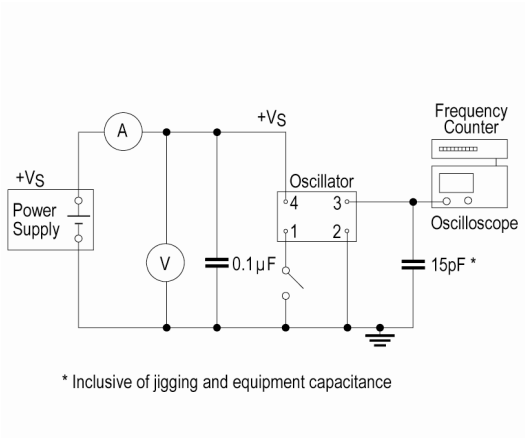 Frequency
Counter
+VS
A
Oscillator
+VS
4 3
Power
Supply
Oscilloscope
1 2
V
0.1µF
15pF *
* Inclusive of jigging and equipment capacitance